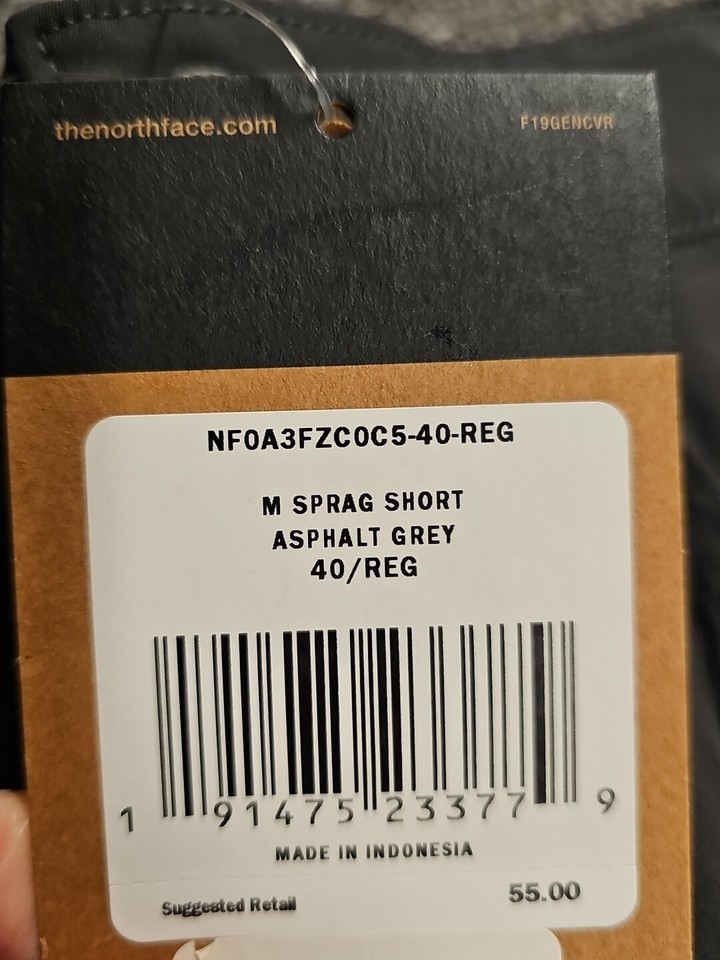 thenorthface.com
F19GENCVR
NF0A3FZC0C5-40-REG
M SPRAG SHORT
ASPHALT GREY
40/REG
1 91475 23377 9
MADE IN INDONESIA
Suggested Retail
55.00